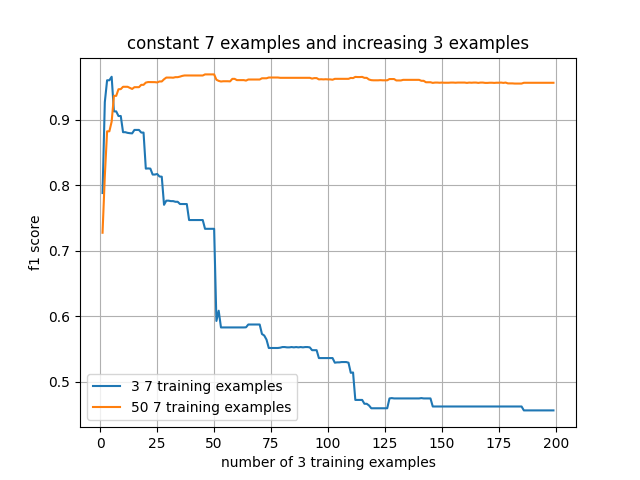 constant 7 examples and increasing 3 examples
f1 score
0.9
0.8
0.7
0.6
0.5
3 7 training examples
50 7 training examples
0 25 50 75 100 125 150 175 200
number of 3 training examples